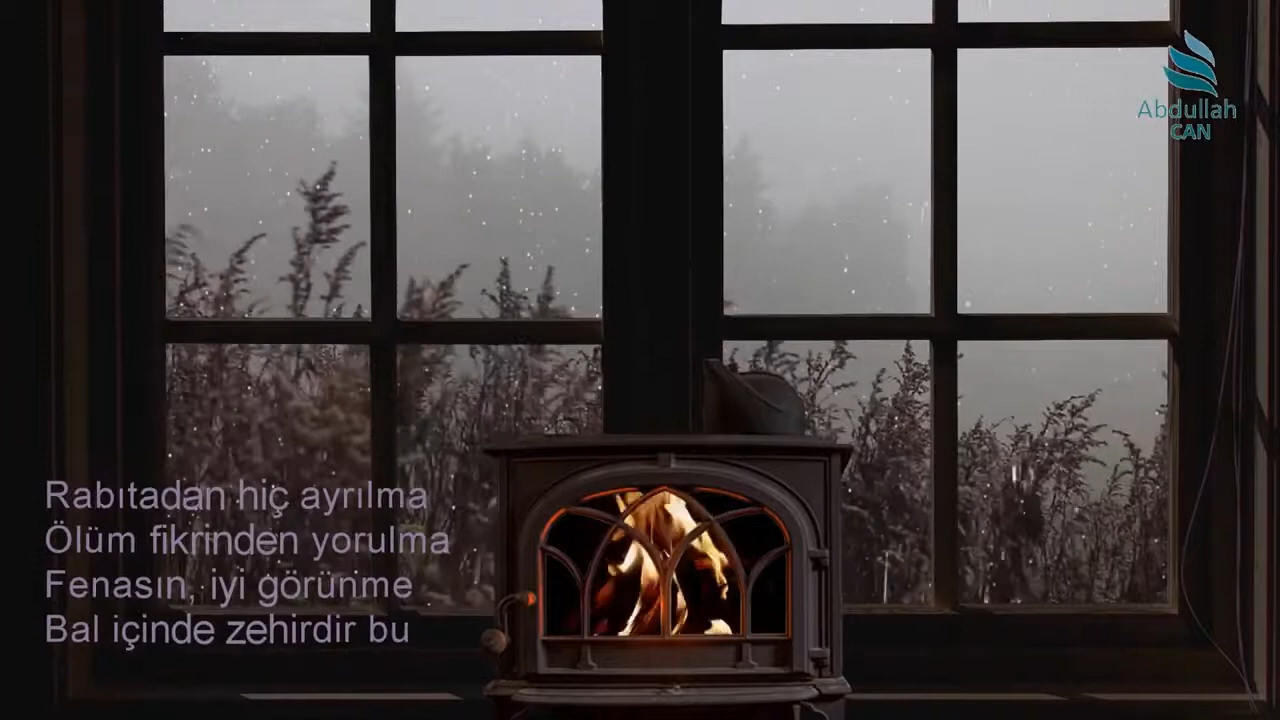 Abdullah
CAN
Rabıtadan hiç ayrılma
Ölüm fikrinden yorulma
Fenasın, iyi görünme
Bal içinde zehirdir bu